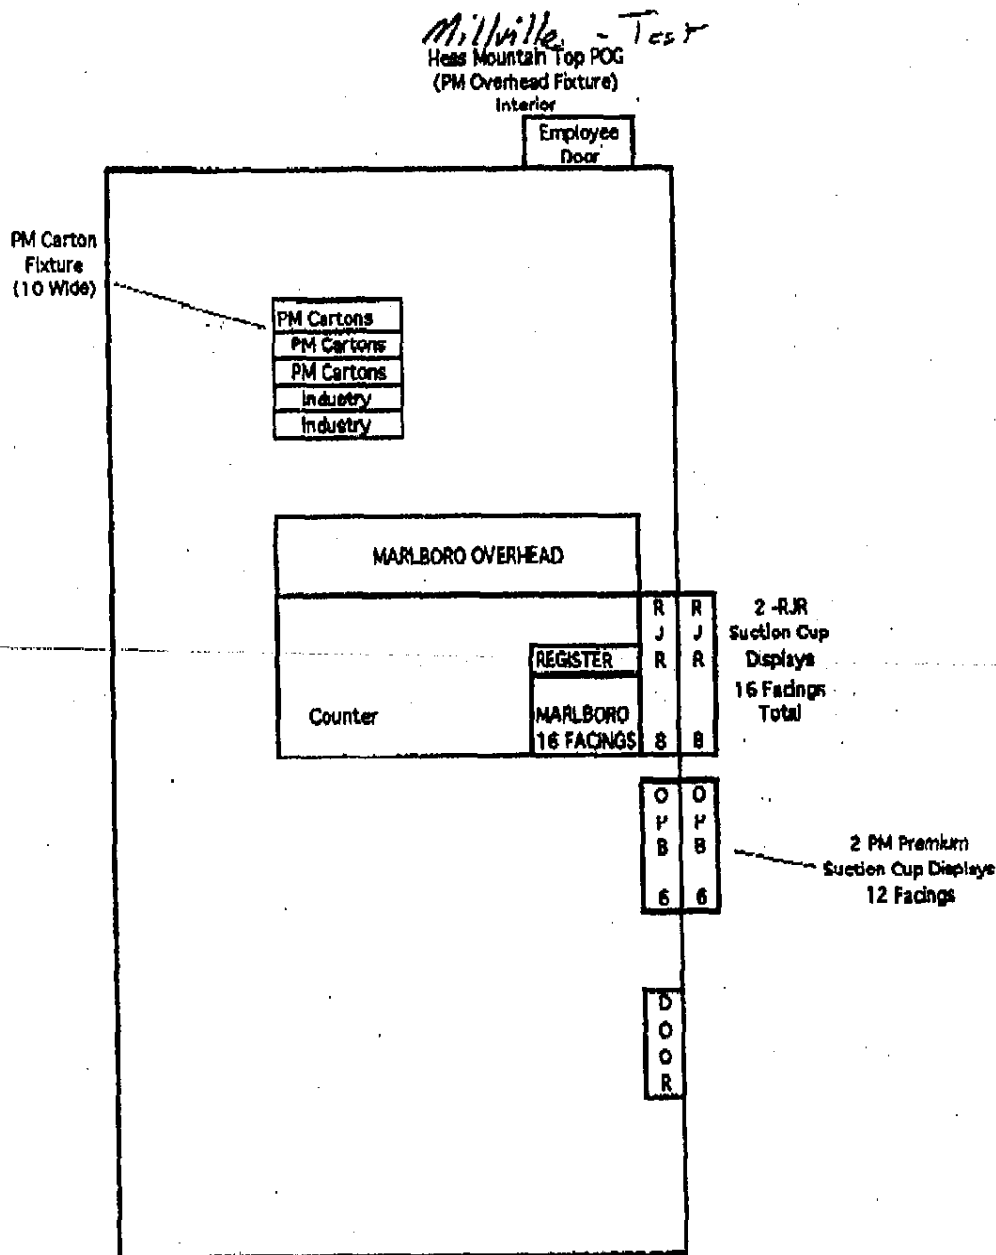 Millville - Test
Hess Mountain Top POG
(PM Overhead Fixture)
Interior
Employee
Door
PM Carton
Fixture
(10 Wide)
PM Cartons
PM Cartons
PM Cartons
Industry
Industry
MARLBORO OVERHEAD
R R
J J
R R
8 8
2 -RJR
Suction Cup
Displays
16 Facings
Total
REGISTER
Counter
MARLBORO
16 FACINGS
O O
P P
B B
6 6
2 PM Premium
Suction Cup Displays
12 Facings
D
O
O
R